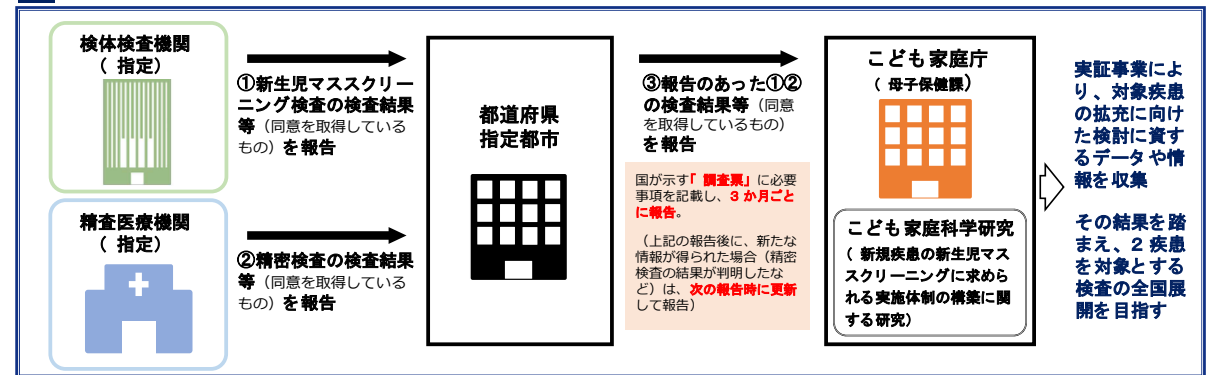 検体検査機関
（ 指定）
①新生児マススクリー
ニング検査の検査結果
等（同意を取得している
もの）を報告
精査医療機関
（ 指定）
②精密検査の検査結果
等（同意を取得している
もの）を報告
都道府県
指定都市
③報告のあった①②
の検査結果等（同意
を取得しているもの）
を報告
国が示す「 調査票」に必要
事項を記載し、３か月ごと
に報告。
（上記の報告後に、新たな
情報が得られた場合（精密
検査の結果が判明したな
ど）は、次の報告時に更新
して報告）
こども家庭庁
（ 母子保健課）
こども家庭科学研究
（ 新規疾患の新生児マス
スクリーニングに求めら
れる実施体制の構築に関
する研究）
実証事業によ
り、対象疾患
の拡充に向け
た検討に資す
るデータや情
報を収集
その結果を踏
まえ、２疾患
を対象とする
検査の全国展
開を目指す